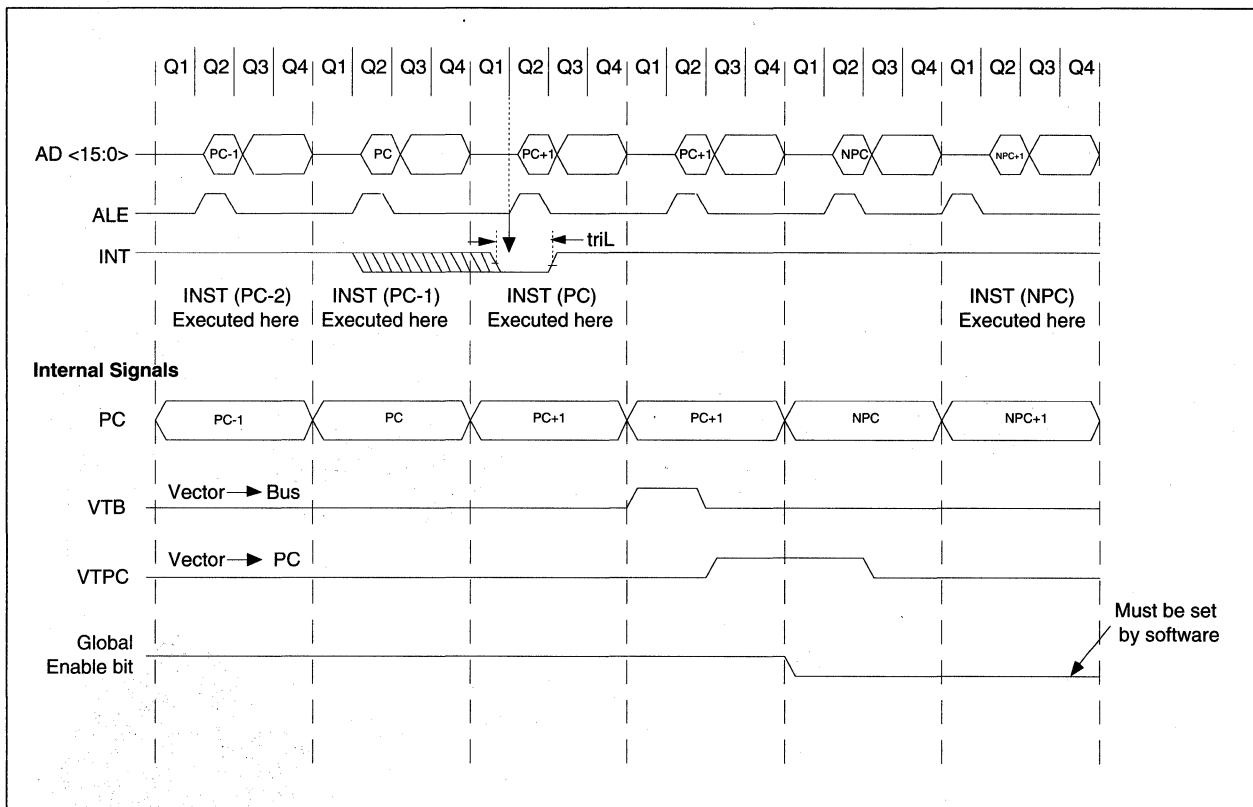 Q1 Q2 Q3 Q4 Q1 Q2 Q3 Q4 Q1 Q2 Q3 Q4 Q1 Q2 Q3 Q4 Q1 Q2 Q3 Q4 Q1 Q2 Q3 Q4
AD <15:0> PC-1 PC PC+1 PC+1 NPC NPC+1
ALE
triL
INT
INST (PC-2) INST (PC-1) INST (PC) INST (NPC)
Executed here Executed here Executed here Executed here
Internal Signals
PC PC-1 PC PC+1 PC+1 NPC NPC+1
Vector → Bus
VTB
Vector → PC
VTPC
Must be set
by software
Global
Enable bit